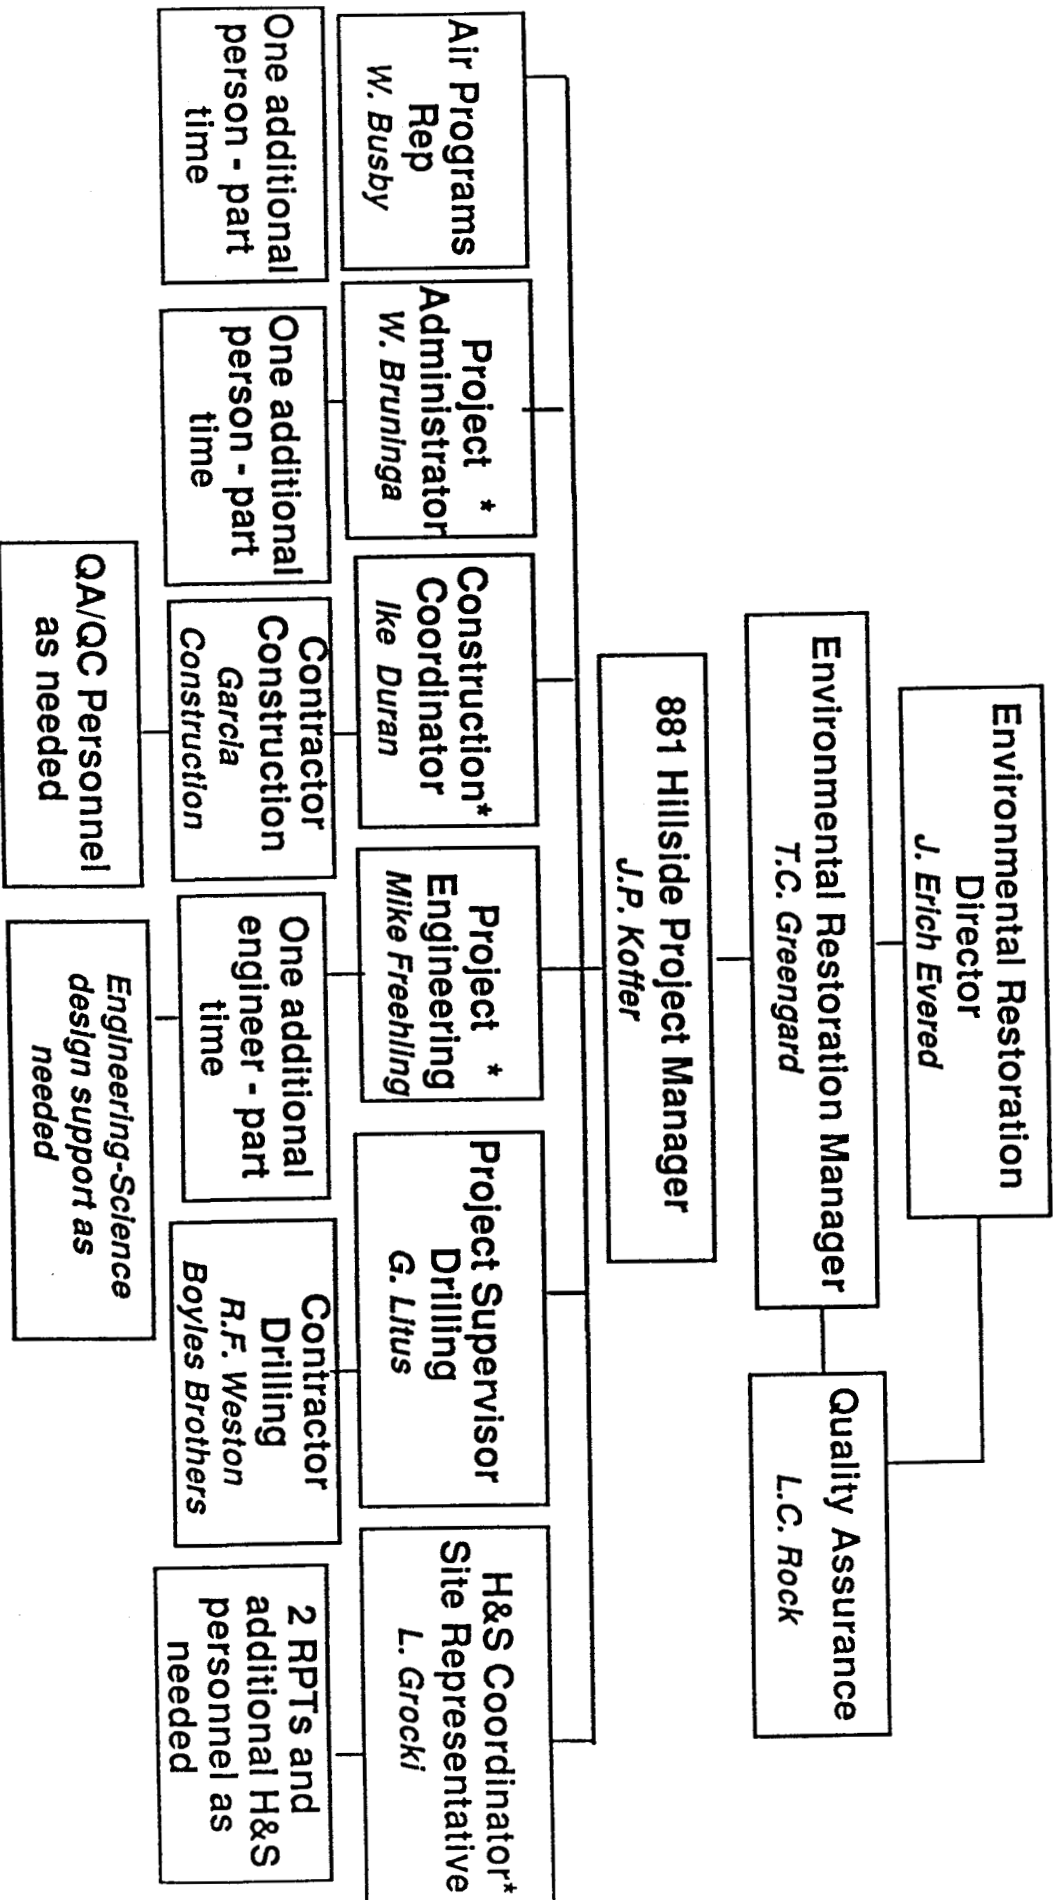 Environmental Restoration
Director
J. Erich Evered
Environmental Restoration Manager
T.C. Greengard
Quality Assurance
L.C. Rock
881 Hillside Project Manager
J.P. Koffer
Air Programs
Rep
W. Busby
Project *
Administrator
W. Bruninga
Construction*
Coordinator
Ike Duran
Project *
Engineering
Mike Freehling
Project Supervisor
Drilling
G. Litus
H&S Coordinator*
Site Representative
L. Grocki
One additional
person - part
time
One additional
person - part
time
Contractor
Construction
Garcia
Construction
One additional
engineer - part
time
Contractor
Drilling
R.F. Weston
Boyles Brothers
2 RPTs and
additional H&S
personnel as
needed
QA/QC Personnel
as needed
Engineering-Science
design support as
needed